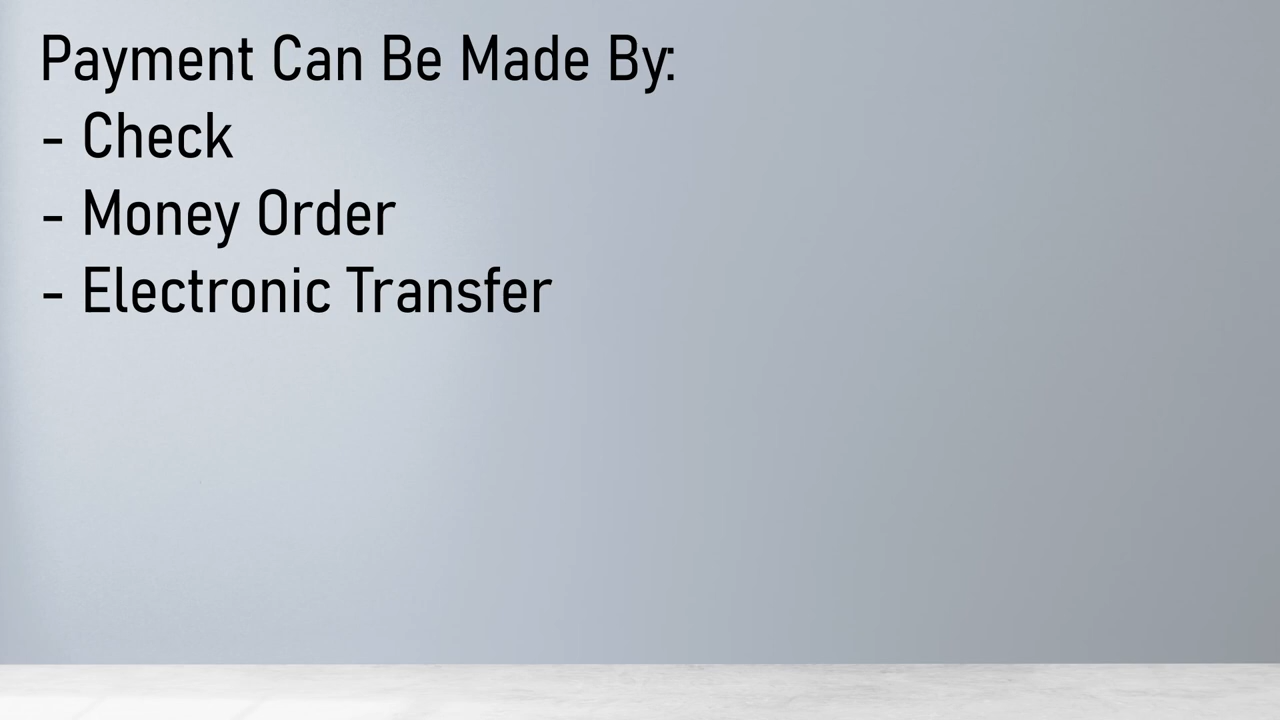 Payment Can Be Made By:
- Check
- Money Order
- Electronic Transfer